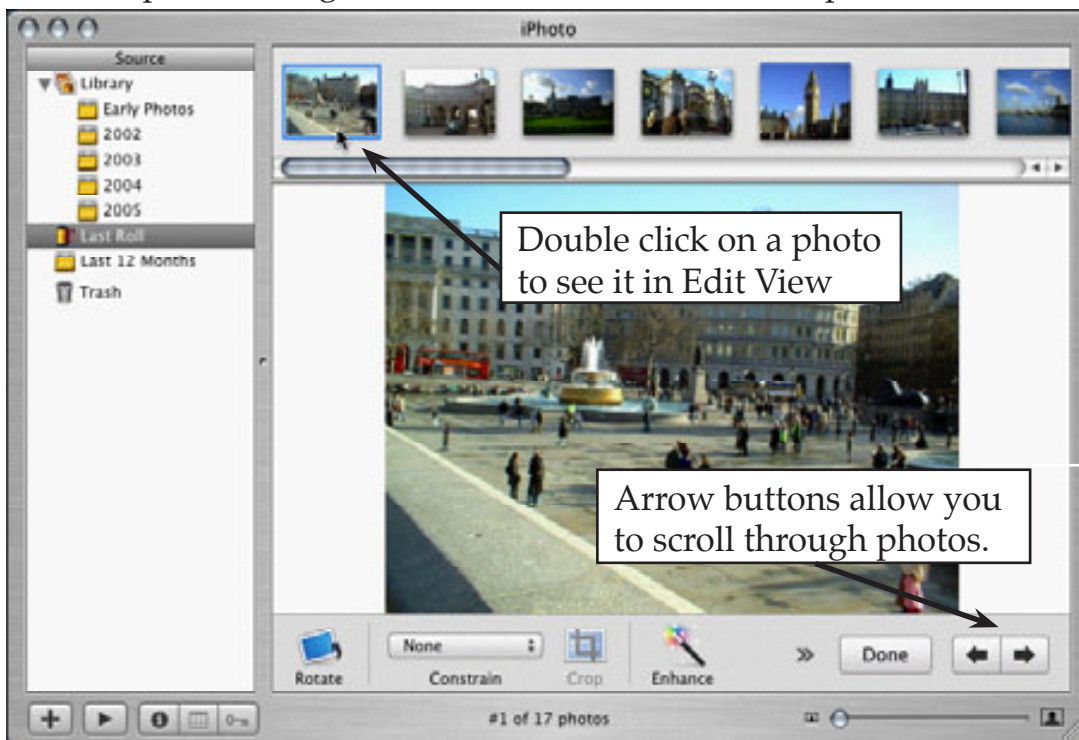 iPhoto
Source
Library
Early Photos
2002
2003
2004
2005
Last Roll
Last 12 Months
Trash
Double click on a photo
to see it in Edit View
Arrow buttons allow you
to scroll through photos.
None
Done
Rotate
Constrain
Crop
Enhance
#1 of 17 photos